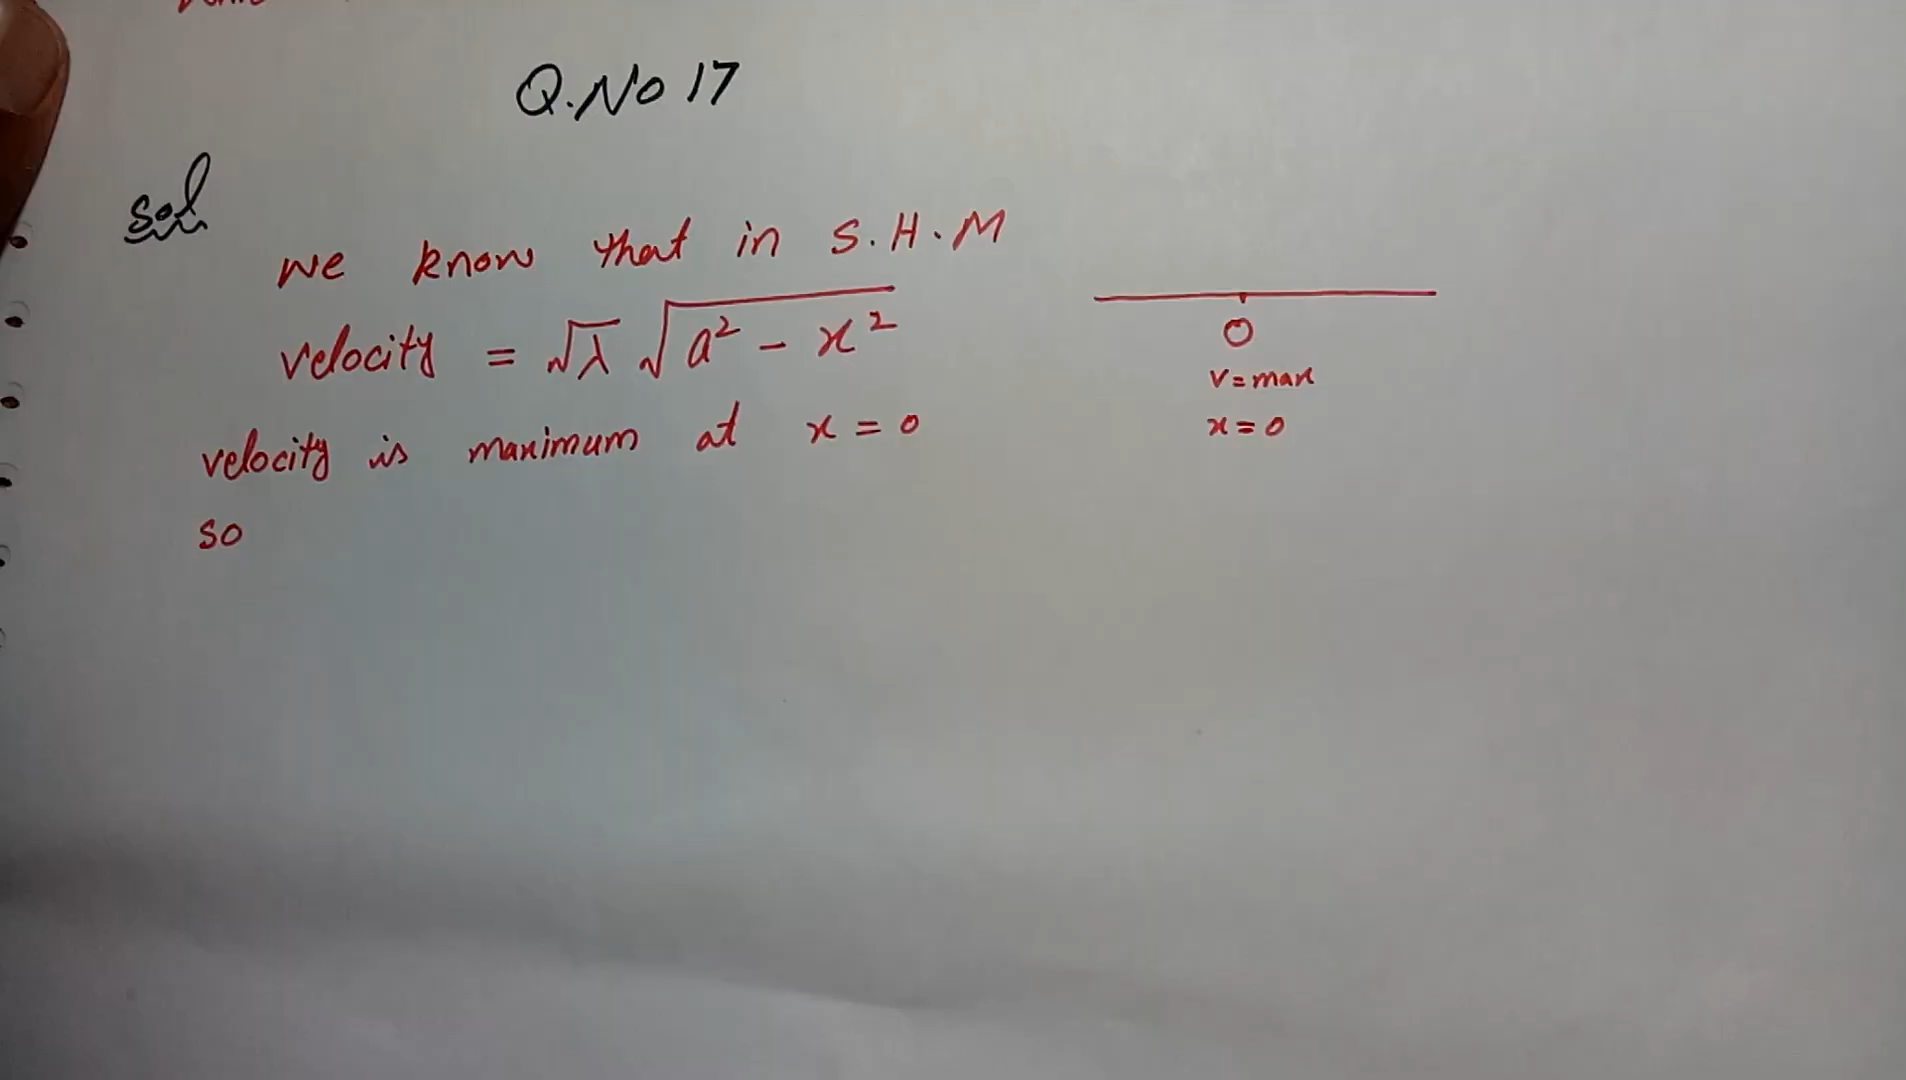 Q.No 17
sol
we know that in S.H.M
velocity = √λ √a² - x²
O
v = max
velocity is maximum at x = 0
x = 0
so